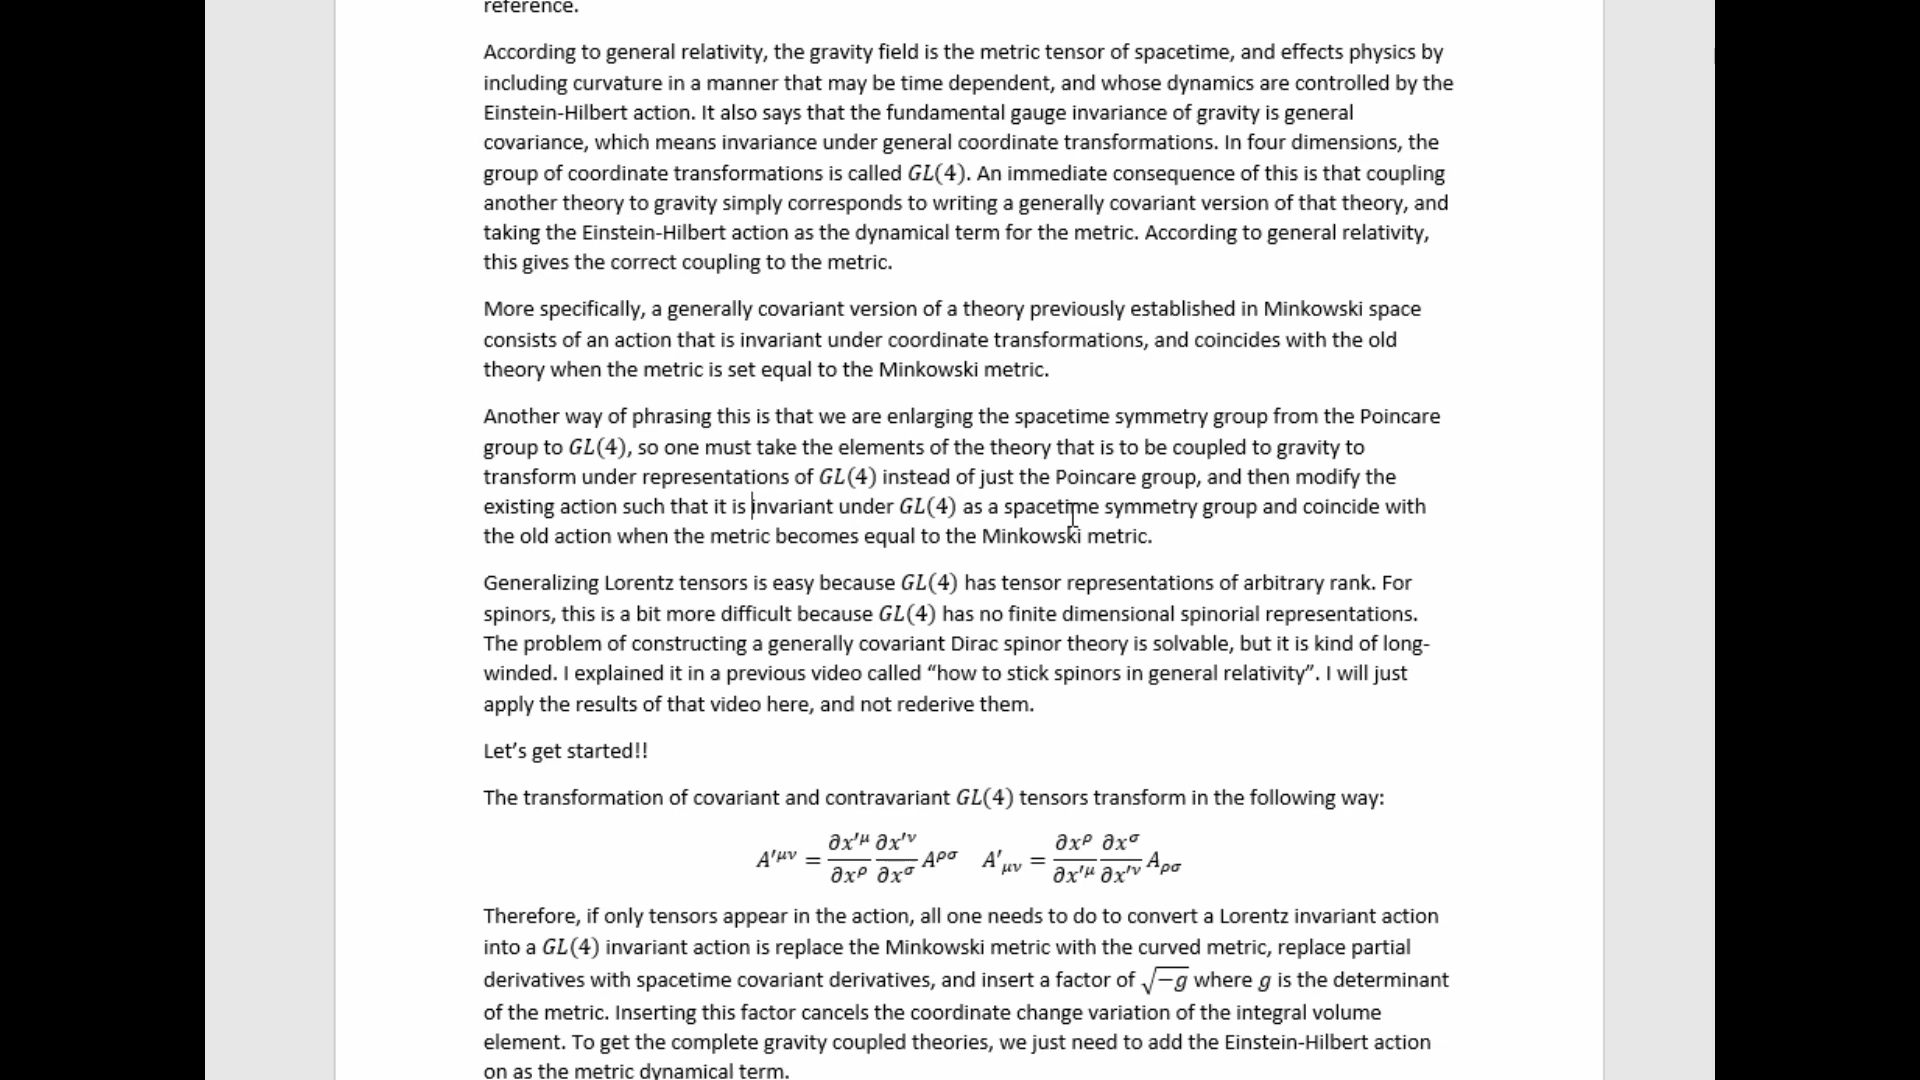 reference.
According to general relativity, the gravity field is the metric tensor of spacetime, and effects physics by
including curvature in a manner that may be time dependent, and whose dynamics are controlled by the
Einstein-Hilbert action. It also says that the fundamental gauge invariance of gravity is general
covariance, which means invariance under general coordinate transformations. In four dimensions, the
group of coordinate transformations is called GL(4). An immediate consequence of this is that coupling
another theory to gravity simply corresponds to writing a generally covariant version of that theory, and
taking the Einstein-Hilbert action as the dynamical term for the metric. According to general relativity,
this gives the correct coupling to the metric.
More specifically, a generally covariant version of a theory previously established in Minkowski space
consists of an action that is invariant under coordinate transformations, and coincides with the old
theory when the metric is set equal to the Minkowski metric.
Another way of phrasing this is that we are enlarging the spacetime symmetry group from the Poincare
group to GL(4), so one must take the elements of the theory that is to be coupled to gravity to
transform under representations of GL(4) instead of just the Poincare group, and then modify the
existing action such that it is invariant under GL(4) as a spacetime symmetry group and coincide with
the old action when the metric becomes equal to the Minkowski metric.
Generalizing Lorentz tensors is easy because GL(4) has tensor representations of arbitrary rank. For
spinors, this is a bit more difficult because GL(4) has no finite dimensional spinorial representations.
The problem of constructing a generally covariant Dirac spinor theory is solvable, but it is kind of long-
winded. I explained it in a previous video called “how to stick spinors in general relativity”. I will just
apply the results of that video here, and not rederive them.
Let’s get started!!
The transformation of covariant and contravariant GL(4) tensors transform in the following way:
A′^{μν} = ∂x′^μ/∂x^ρ ∂x′^ν/∂x^σ A^{ρσ}   A′_{μν} = ∂x^ρ/∂x′^μ ∂x^σ/∂x′^ν A_{ρσ}
Therefore, if only tensors appear in the action, all one needs to do to convert a Lorentz invariant action
into a GL(4) invariant action is replace the Minkowski metric with the curved metric, replace partial
derivatives with spacetime covariant derivatives, and insert a factor of √−g where g is the determinant
of the metric. Inserting this factor cancels the coordinate change variation of the integral volume
element. To get the complete gravity coupled theories, we just need to add the Einstein-Hilbert action
on as the metric dynamical term.